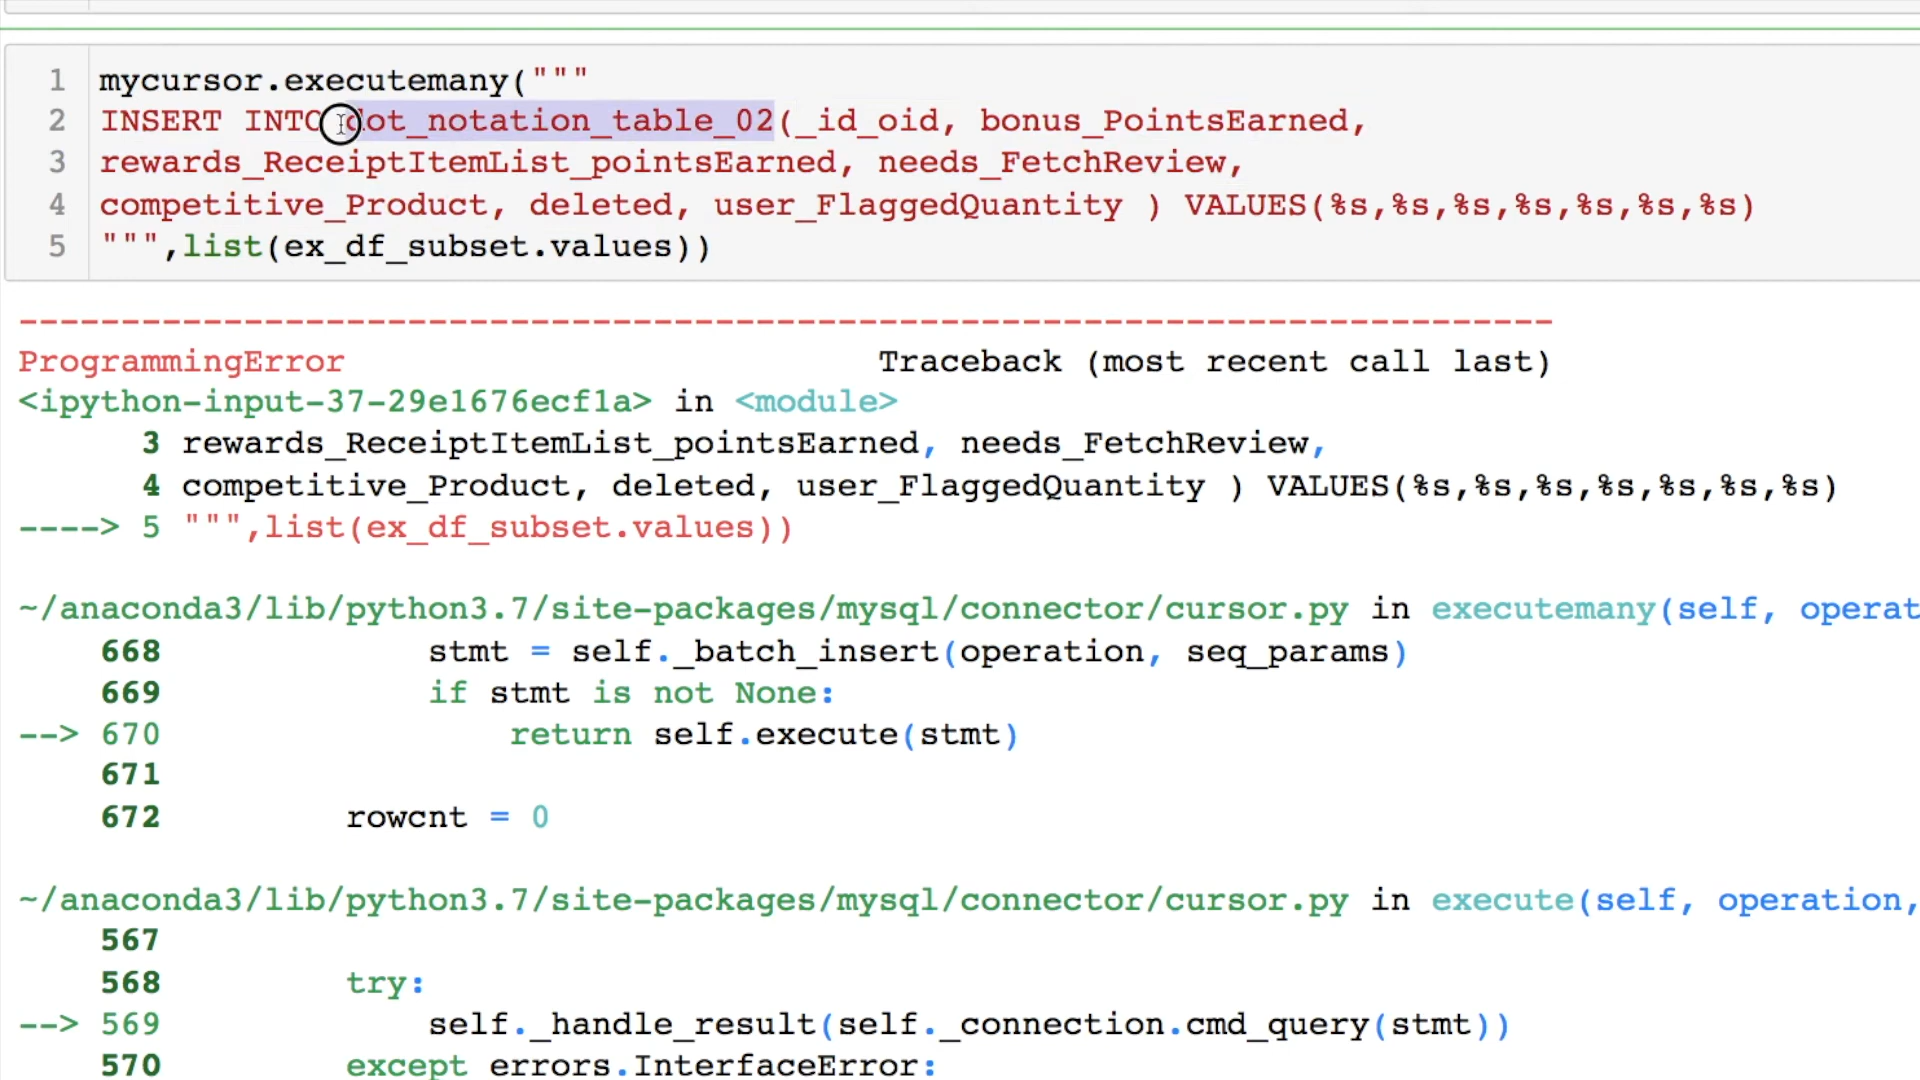 1 mycursor.executemany("""
2 INSERT INTO dot_notation_table_02(_id_oid, bonus_PointsEarned,
3 rewards_ReceiptItemList_pointsEarned, needs_FetchReview,
4 competitive_Product, deleted, user_FlaggedQuantity ) VALUES(%s,%s,%s,%s,%s,%s,%s)
5 """,list(ex_df_subset.values))
---------------------------------------------------------------------------
ProgrammingError Traceback (most recent call last)
<ipython-input-37-29e1676ecf1a> in <module>
3 rewards_ReceiptItemList_pointsEarned, needs_FetchReview,
4 competitive_Product, deleted, user_FlaggedQuantity ) VALUES(%s,%s,%s,%s,%s,%s,%s)
----> 5 """,list(ex_df_subset.values))
~/anaconda3/lib/python3.7/site-packages/mysql/connector/cursor.py in executemany(self, operat
668 stmt = self._batch_insert(operation, seq_params)
669 if stmt is not None:
--> 670 return self.execute(stmt)
671
672 rowcnt = 0
~/anaconda3/lib/python3.7/site-packages/mysql/connector/cursor.py in execute(self, operation,
567
568 try:
--> 569 self._handle_result(self._connection.cmd_query(stmt))
570 except errors.InterfaceError: